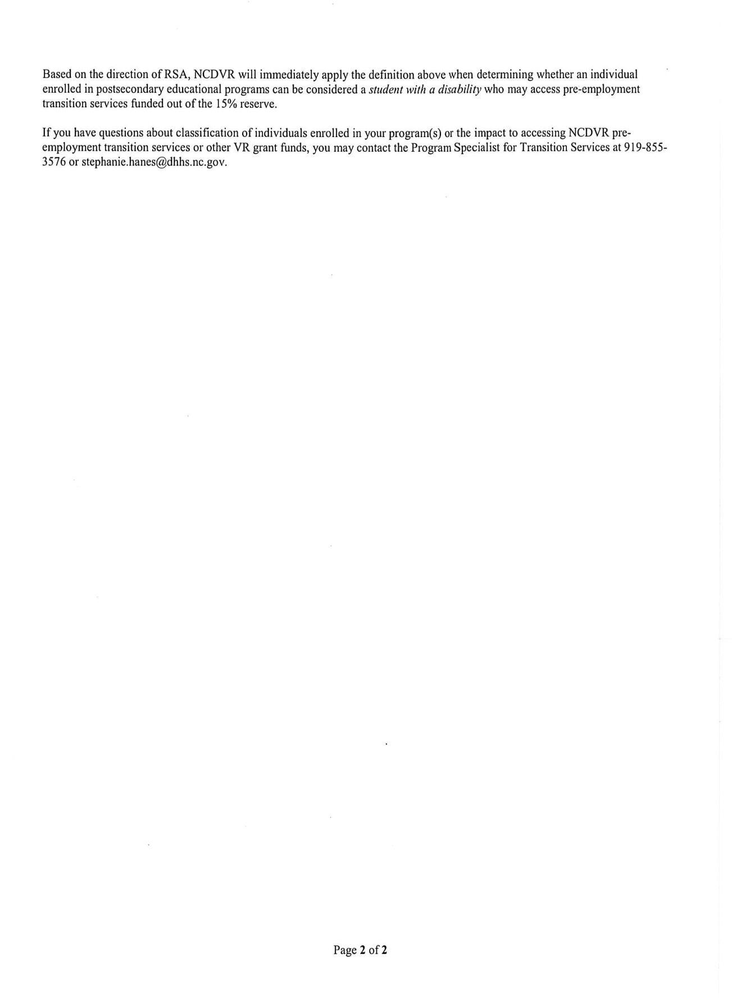 Based on the direction of RSA, NCDVR will immediately apply the definition above when determining whether an individual
enrolled in postsecondary educational programs can be considered a student with a disability who may access pre-employment
transition services funded out of the 15% reserve.
If you have questions about classification of individuals enrolled in your program(s) or the impact to accessing NCDVR pre-
employment transition services or other VR grant funds, you may contact the Program Specialist for Transition Services at 919-855-
3576 or stephanie.hanes@dhhs.nc.gov.
Page 2 of 2